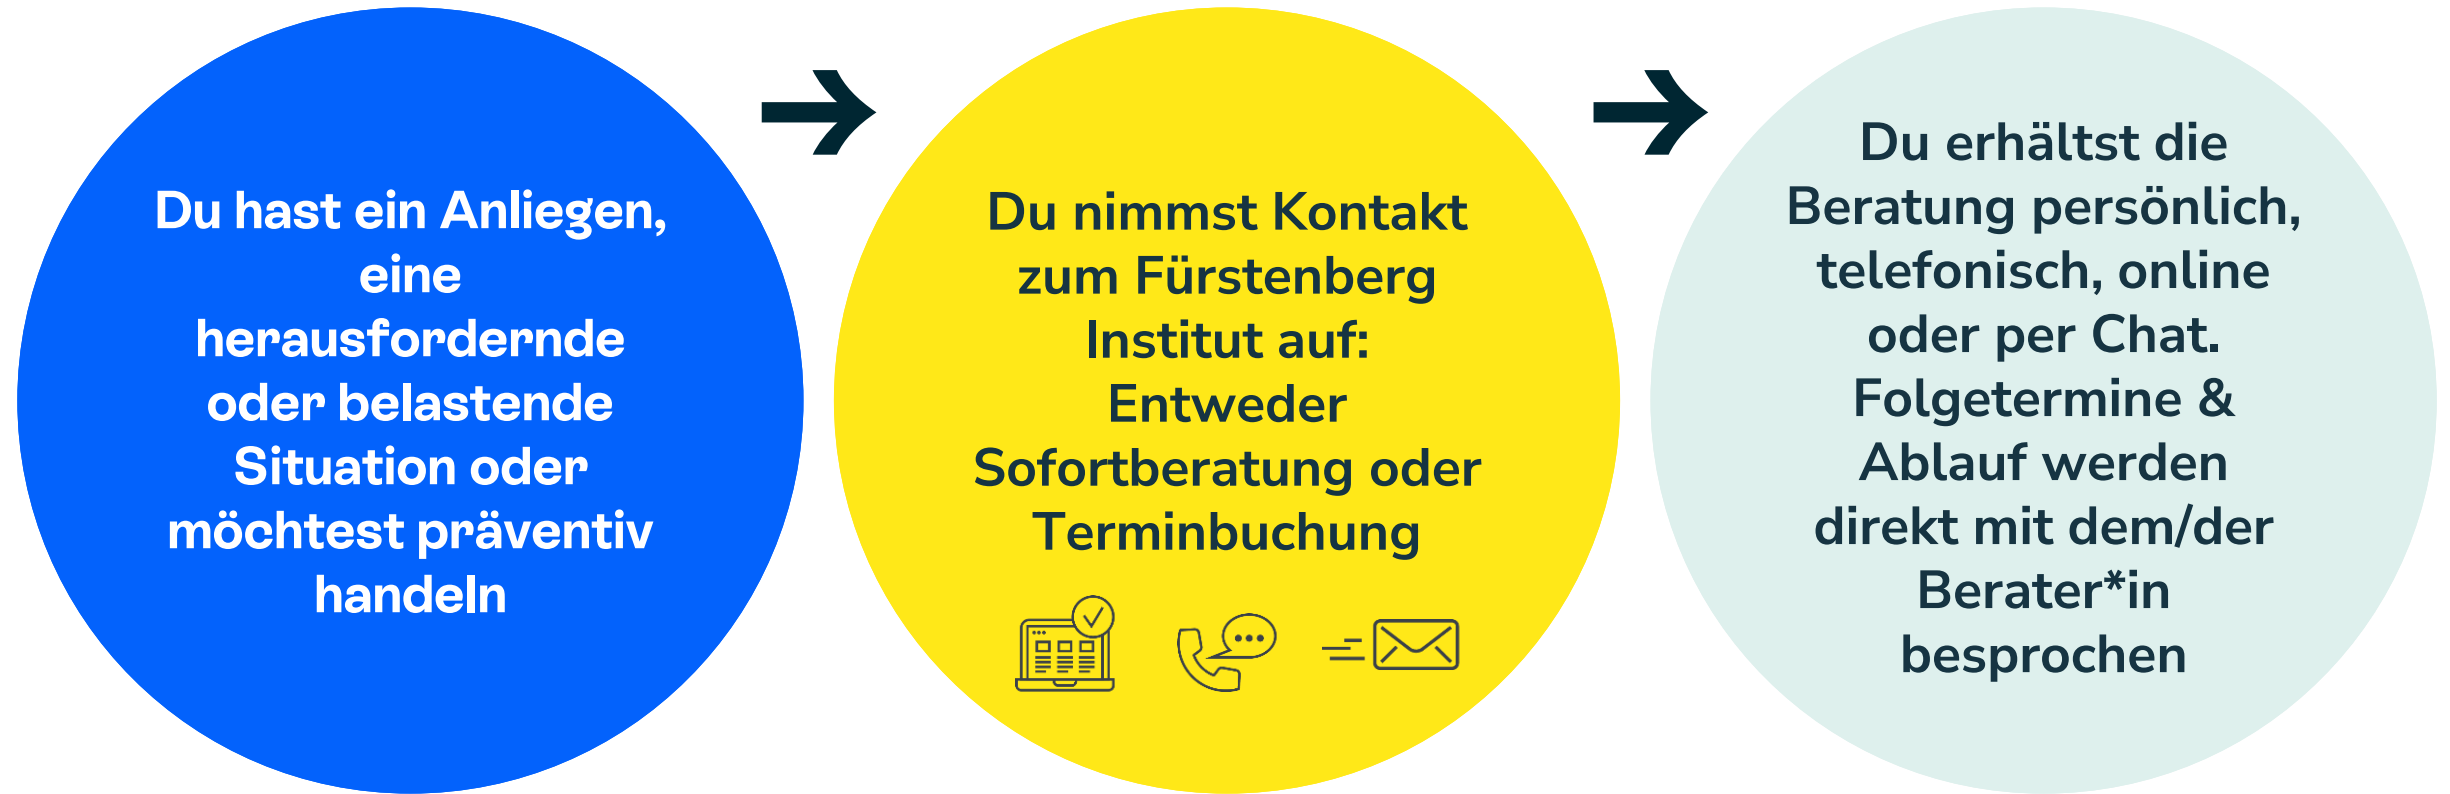 Du hast ein Anliegen,
eine
herausfordernde
oder belastende
Situation oder
möchtest präventiv
handeln
Du nimmst Kontakt
zum Fürstenberg
Institut auf:
Entweder
Sofortberatung oder
Terminbuchung
Du erhältst die
Beratung persönlich,
telefonisch, online
oder per Chat.
Folgetermine &
Ablauf werden
direkt mit dem/der
Berater*in
besprochen